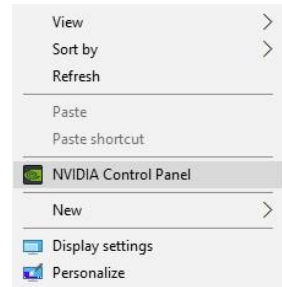 View
Sort by
Refresh
Paste
Paste shortcut
NVIDIA Control Panel
New
Display settings
Personalize